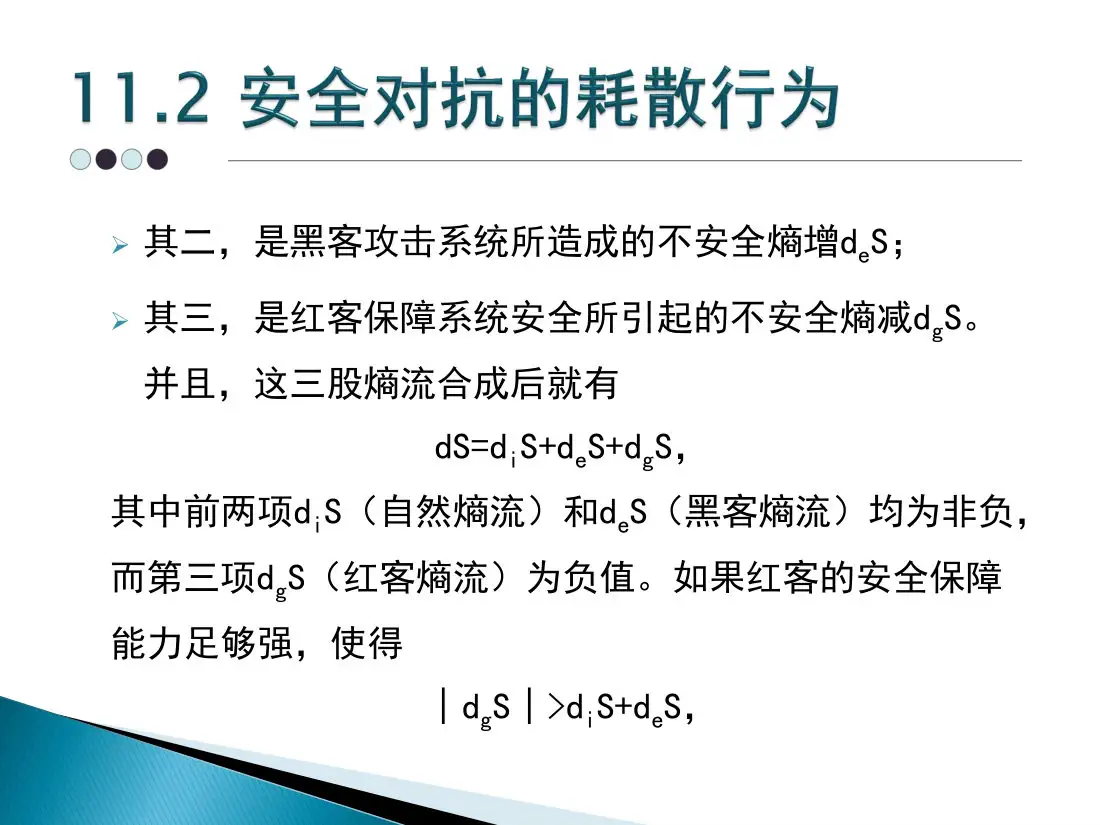 11.2 安全对抗的耗散行为
其二，是黑客攻击系统所造成的不安全熵增deS；
其三，是红客保障系统安全所引起的不安全熵减dgS。
并且，这三股熵流合成后就有
dS=diS+deS+dgS，
其中前两项diS（自然熵流）和deS（黑客熵流）均为非负，
而第三项dgS（红客熵流）为负值。如果红客的安全保障
能力足够强，使得
｜dgS｜>diS+deS，